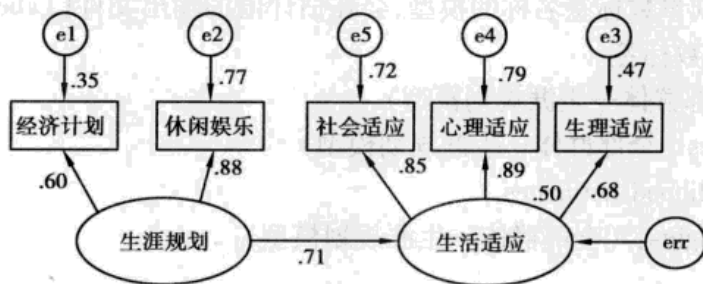 e1 e2 e5 e4 e3
.35 .77 .72 .79 .47
经济计划 休闲娱乐 社会适应 心理适应 生理适应
.60 .88 .85 .89 .50 .68
生涯规划 生活适应 err
.71